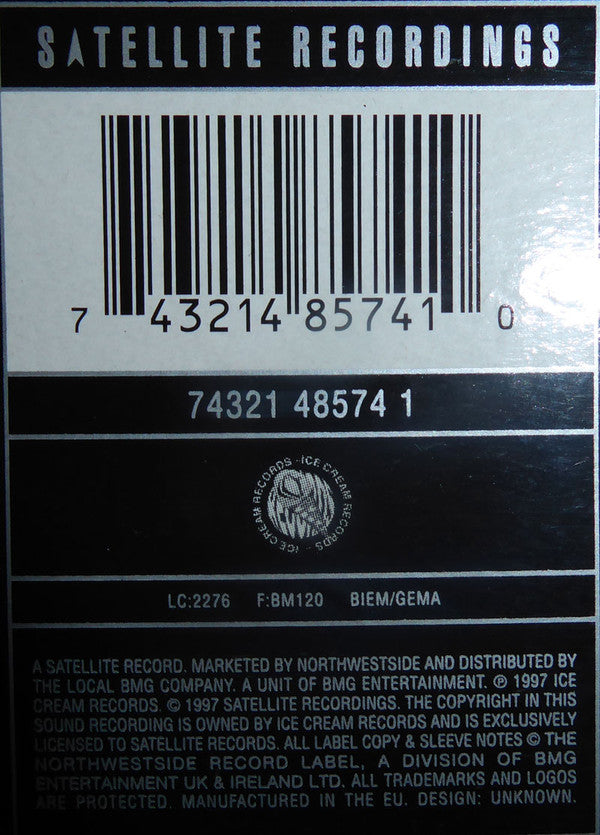 SATELLITE RECORDINGS
7 43214 85741 0
74321 48574 1
ICE CREAM RECORDS · ICE CREAM RECORDS ·
LC:2276 F:BM120 BIEM/GEMA
A SATELLITE RECORD. MARKETED BY NORTHWESTSIDE AND DISTRIBUTED BY
THE LOCAL BMG COMPANY. A UNIT OF BMG ENTERTAINMENT. ℗ 1997 ICE
CREAM RECORDS. © 1997 SATELLITE RECORDINGS. THE COPYRIGHT IN THIS
SOUND RECORDING IS OWNED BY ICE CREAM RECORDS AND IS EXCLUSIVELY
LICENSED TO SATELLITE RECORDS. ALL LABEL COPY & SLEEVE NOTES © THE
NORTHWESTSIDE RECORD LABEL, A DIVISION OF BMG
ENTERTAINMENT UK & IRELAND LTD. ALL TRADEMARKS AND LOGOS
ARE PROTECTED. MANUFACTURED IN THE EU. DESIGN: UNKNOWN.